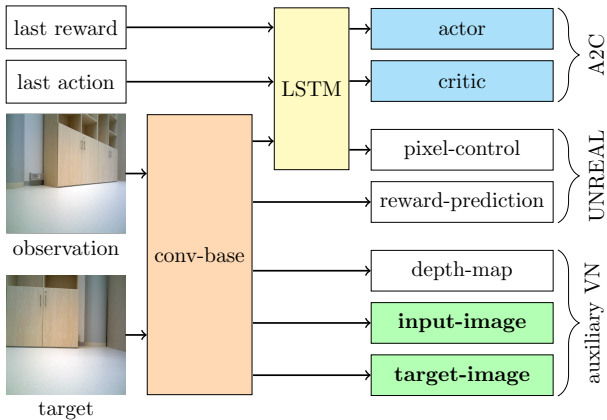 last reward
last action
LSTM
actor
critic
A2C
pixel-control
reward-prediction
UNREAL
observation
conv-base
target
depth-map
input-image
target-image
auxiliary VN